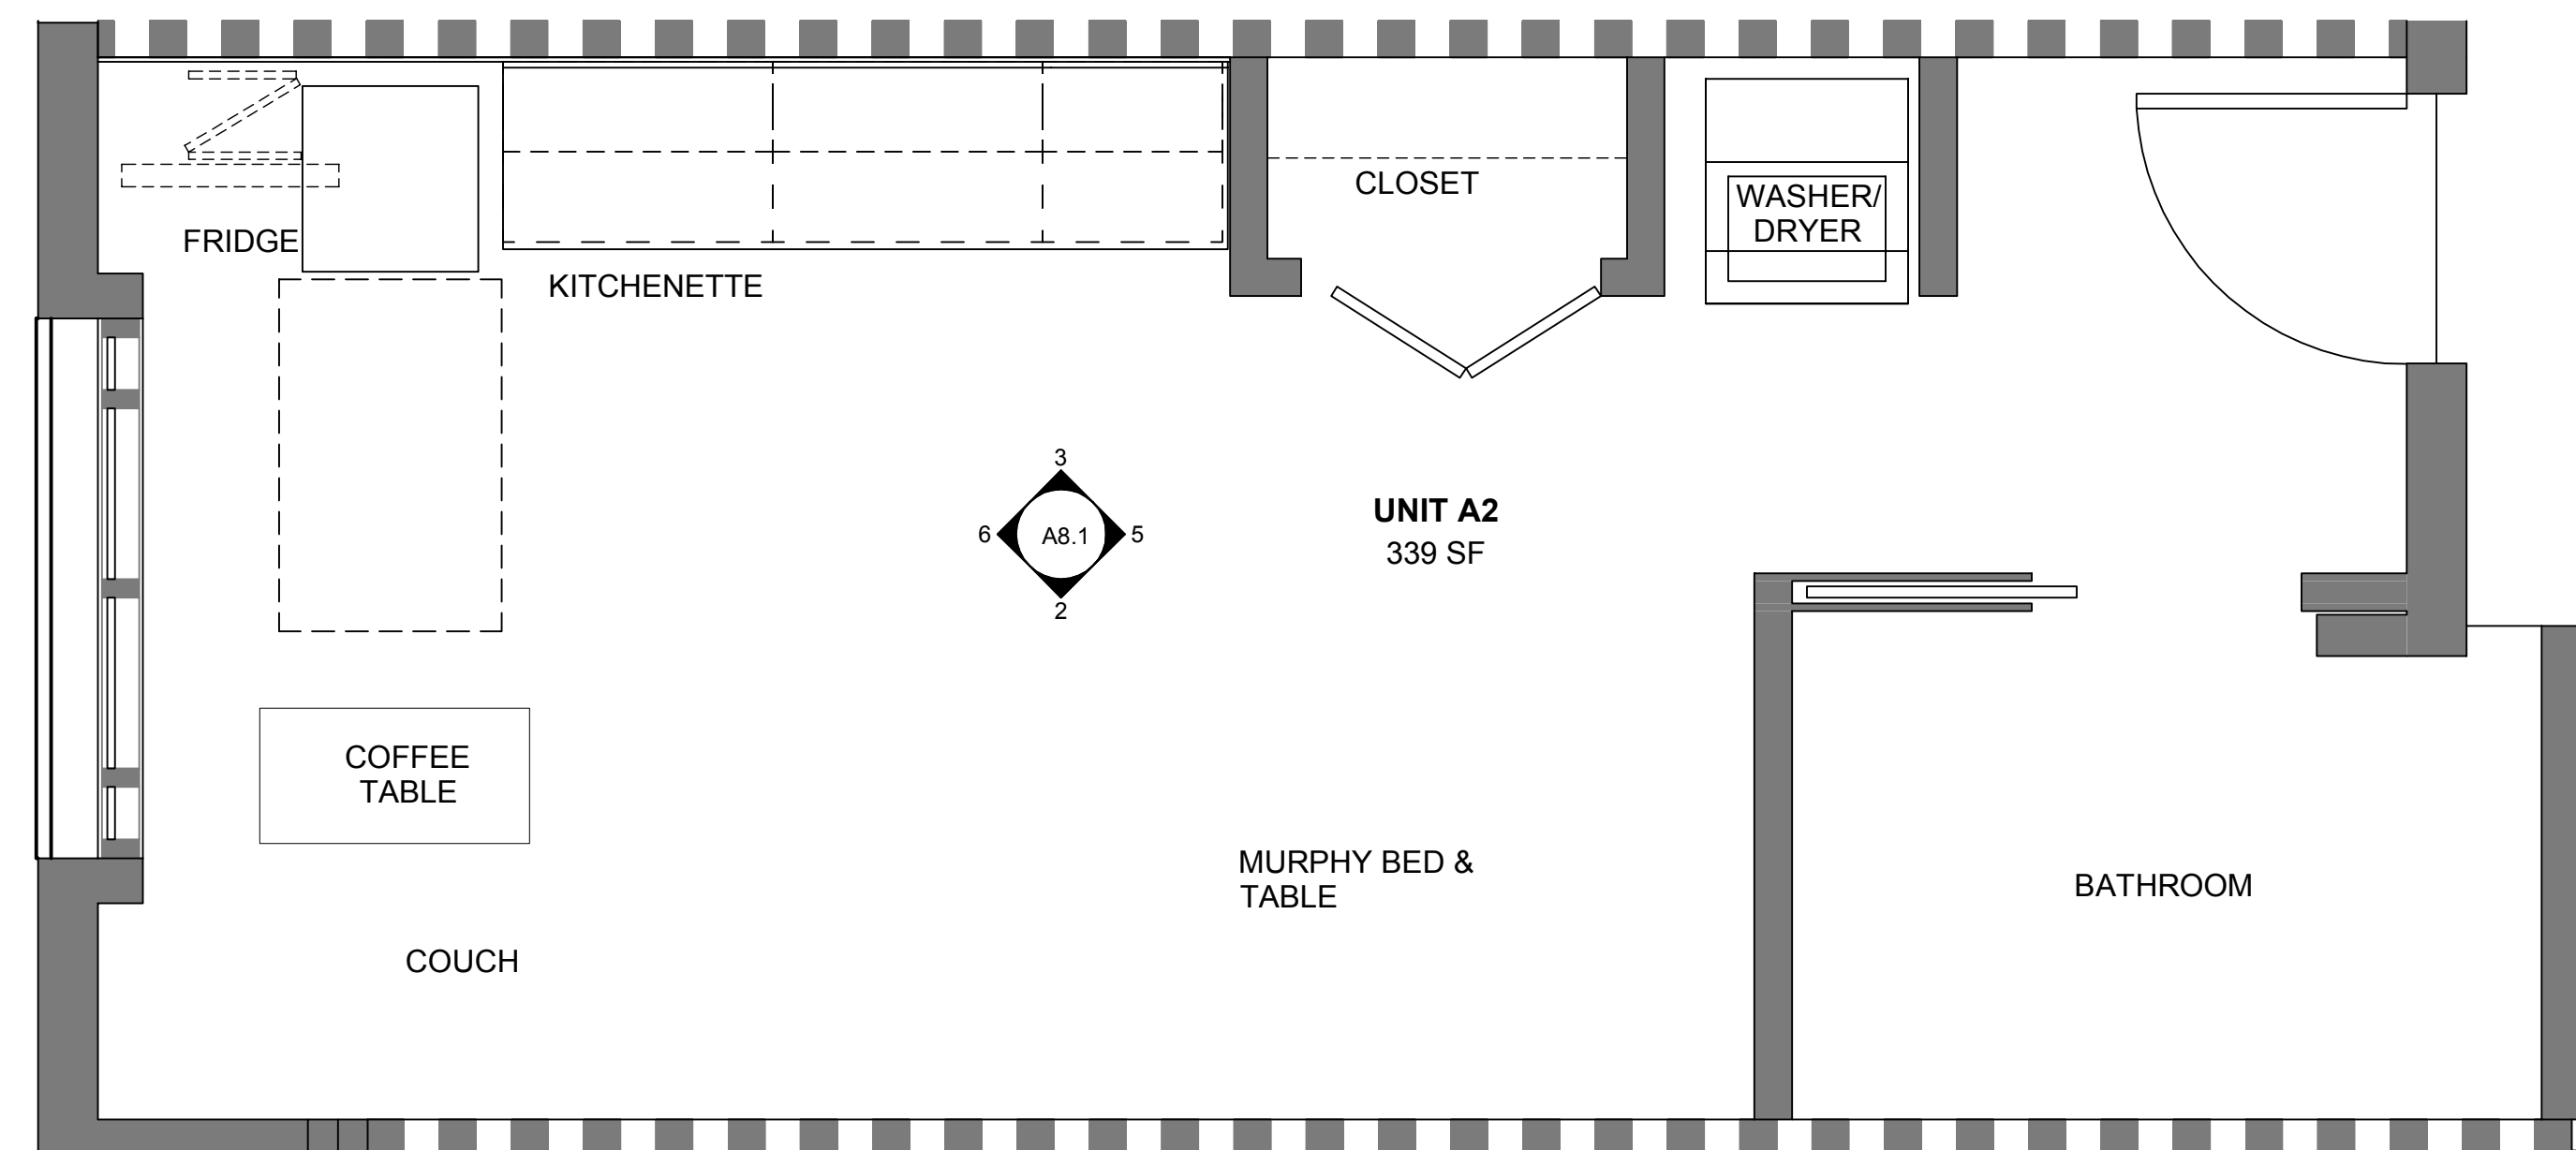 CLOSET
WASHER/
DRYER
FRIDGE
KITCHENETTE
3
6
A8.1
5
2
UNIT A2
339 SF
COFFEE
TABLE
MURPHY BED &
TABLE
BATHROOM
COUCH